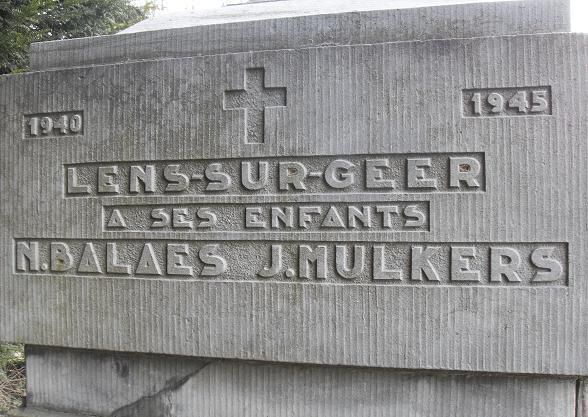 1940 1945
LENS-SUR-GEER
A SES ENFANTS
N.BALAES J.MULKERS